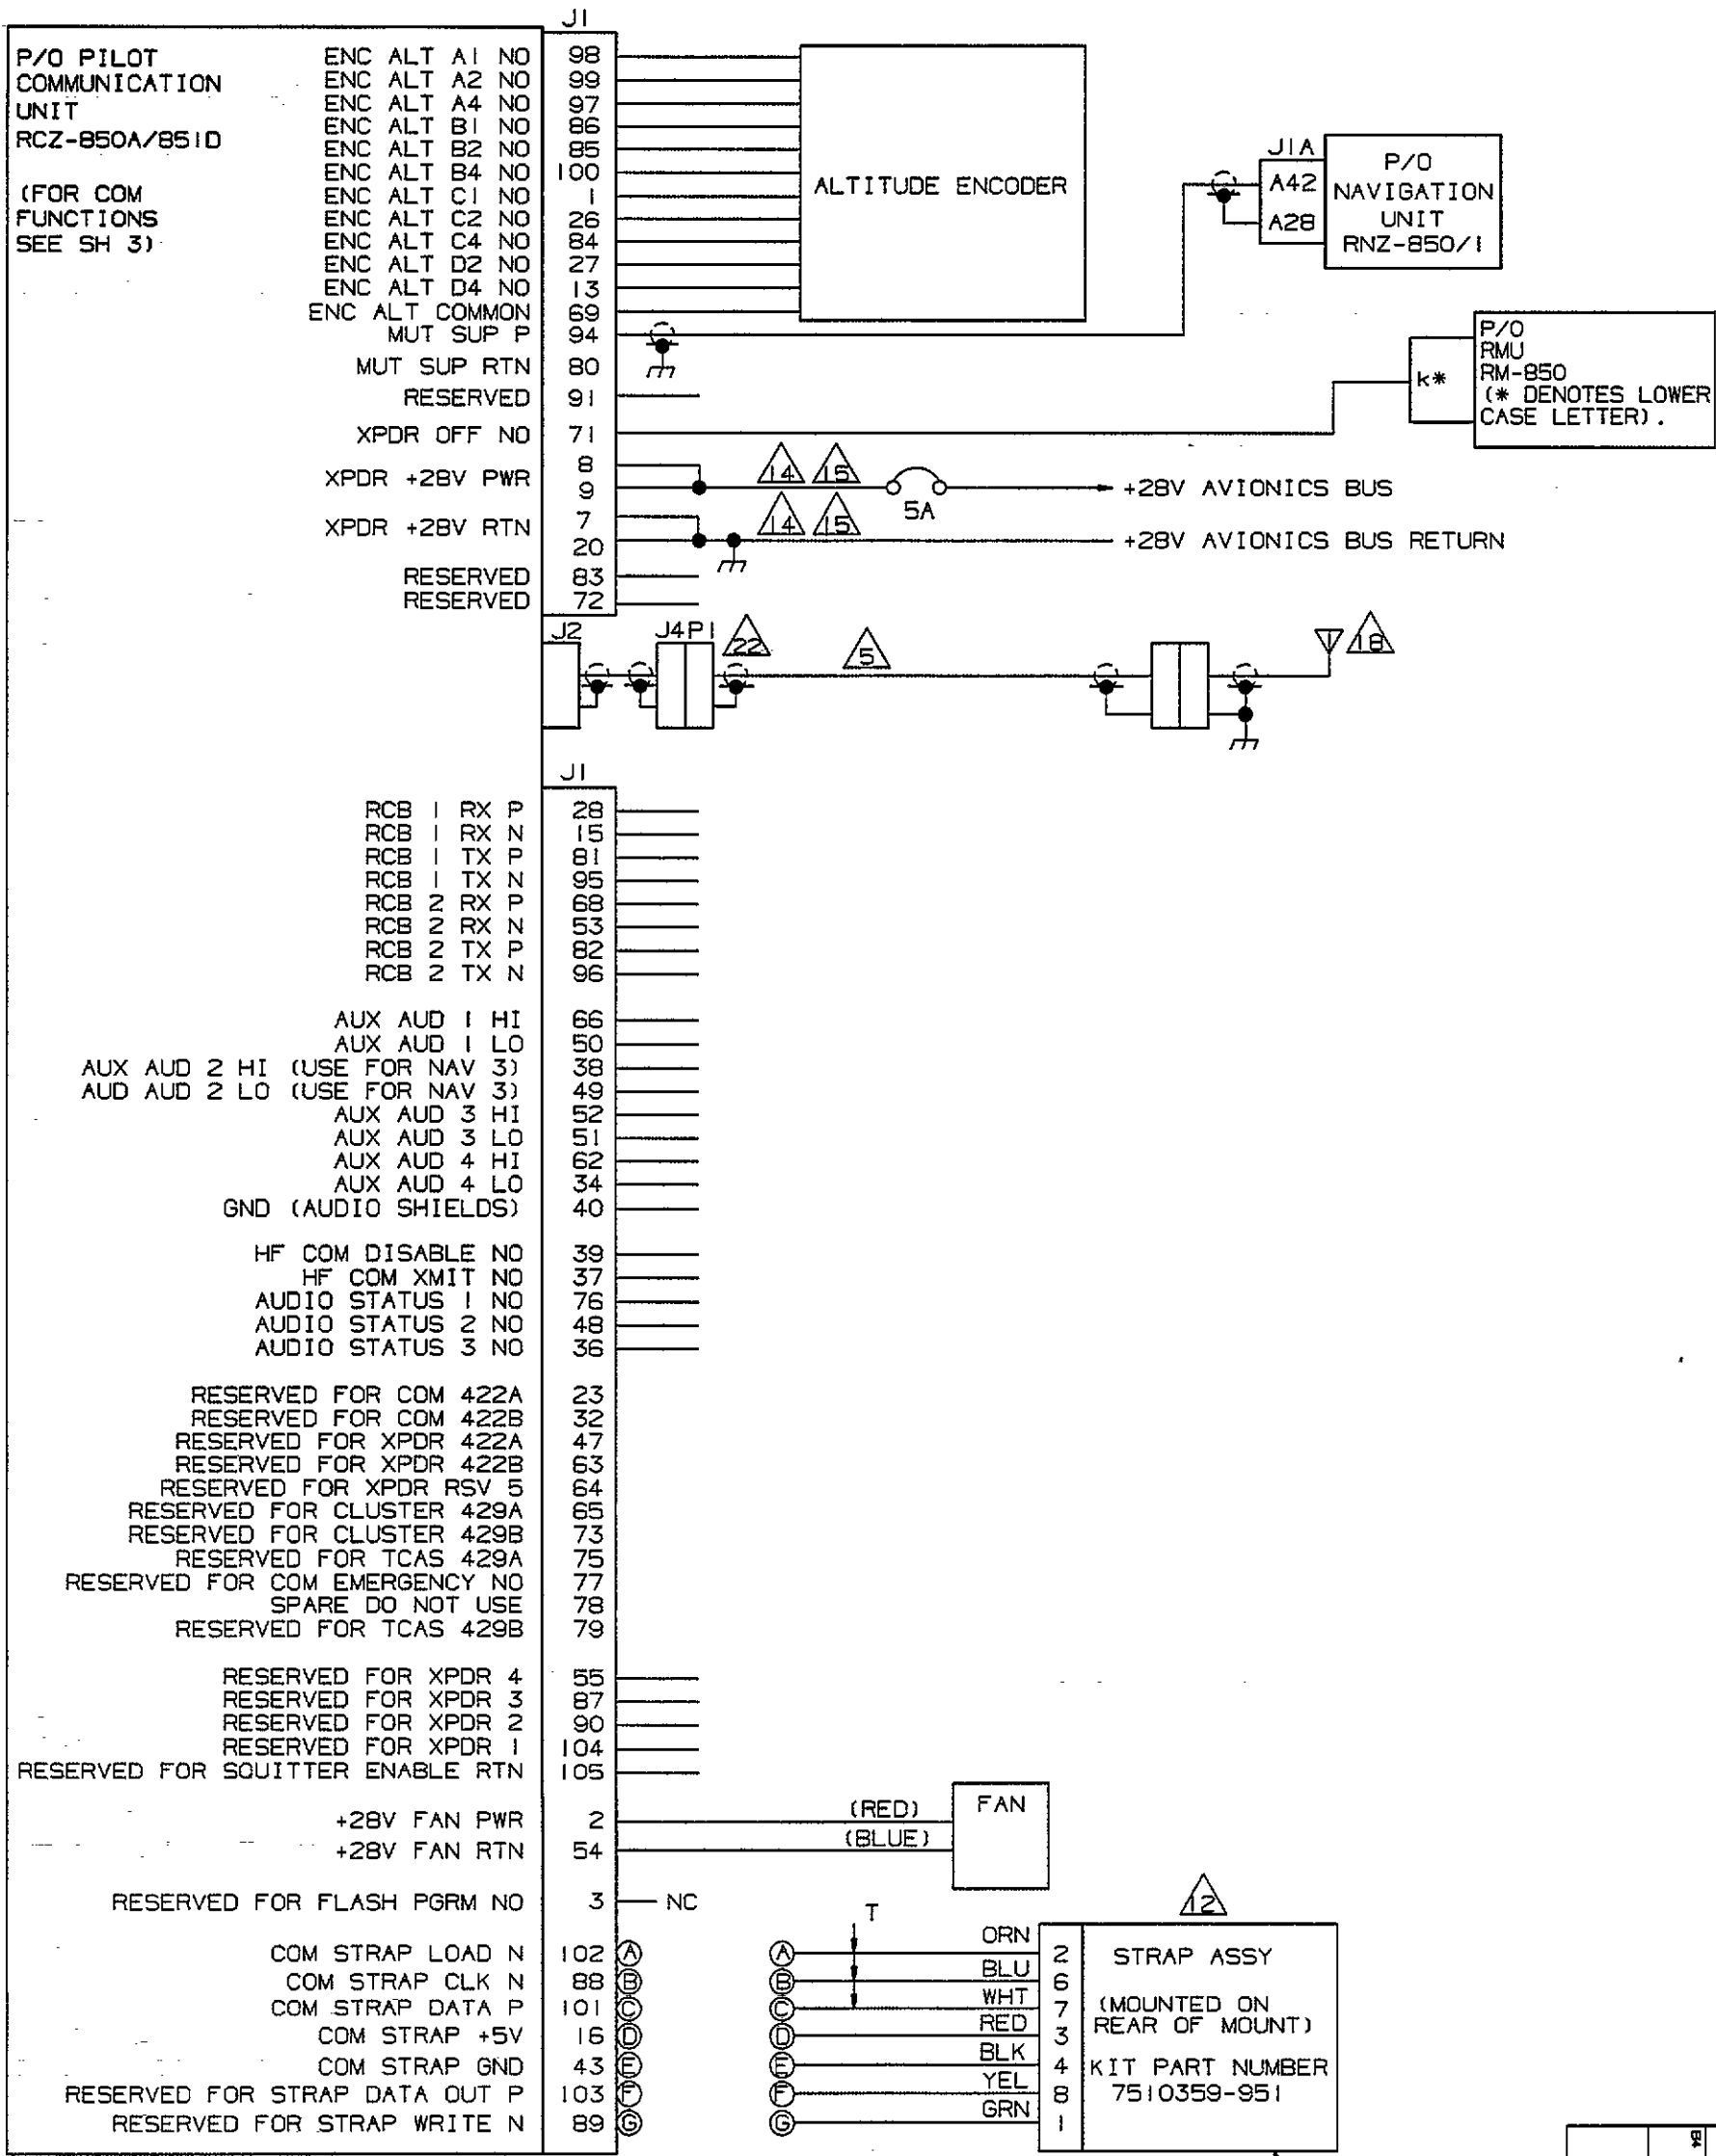 J1
P/O PILOT
COMMUNICATION
UNIT
RCZ-850A/851D
(FOR COM
FUNCTIONS
SEE SH 3)
ENC ALT A1 NO 98
ENC ALT A2 NO 99
ENC ALT A4 NO 97
ENC ALT B1 NO 86
ENC ALT B2 NO 85
ENC ALT B4 NO 100
ENC ALT C1 NO 1
ENC ALT C2 NO 26
ENC ALT C4 NO 84
ENC ALT D2 NO 27
ENC ALT D4 NO 13
ENC ALT COMMON 69
MUT SUP P 94
MUT SUP RTN 80
RESERVED 91
XPDR OFF NO 71
XPDR +28V PWR 8
9
XPDR +28V RTN 7
20
RESERVED 83
RESERVED 72
ALTITUDE ENCODER
J1A
A42
A28
P/O
NAVIGATION
UNIT
RNZ-850/1
k*
P/O
RMU
RM-850
(* DENOTES LOWER
CASE LETTER).
14 15
5A
+28V AVIONICS BUS
14 15
+28V AVIONICS BUS RETURN
J2
J4P1
22
5
18
J1
RCB 1 RX P 28
RCB 1 RX N 15
RCB 1 TX P 81
RCB 1 TX N 95
RCB 2 RX P 68
RCB 2 RX N 53
RCB 2 TX P 82
RCB 2 TX N 96
AUX AUD 1 HI 66
AUX AUD 1 LO 50
AUX AUD 2 HI (USE FOR NAV 3) 38
AUD AUD 2 LO (USE FOR NAV 3) 49
AUX AUD 3 HI 52
AUX AUD 3 LO 51
AUX AUD 4 HI 62
AUX AUD 4 LO 34
GND (AUDIO SHIELDS) 40
HF COM DISABLE NO 39
HF COM XMIT NO 37
AUDIO STATUS 1 NO 76
AUDIO STATUS 2 NO 48
AUDIO STATUS 3 NO 36
RESERVED FOR COM 422A 23
RESERVED FOR COM 422B 32
RESERVED FOR XPDR 422A 47
RESERVED FOR XPDR 422B 63
RESERVED FOR XPDR RSV 5 64
RESERVED FOR CLUSTER 429A 65
RESERVED FOR CLUSTER 429B 73
RESERVED FOR TCAS 429A 75
RESERVED FOR COM EMERGENCY NO 77
SPARE DO NOT USE 78
RESERVED FOR TCAS 429B 79
RESERVED FOR XPDR 4 55
RESERVED FOR XPDR 3 87
RESERVED FOR XPDR 2 90
RESERVED FOR XPDR 1 104
RESERVED FOR SQUITTER ENABLE RTN 105
+28V FAN PWR 2 (RED)
+28V FAN RTN 54 (BLUE)
FAN
RESERVED FOR FLASH PGRM NO 3 NC
T
12
COM STRAP LOAD N 102 A A ORN 2
COM STRAP CLK N 88 B B BLU 6
COM STRAP DATA P 101 C C WHT 7
COM STRAP +5V 16 D D RED 3
COM STRAP GND 43 E E BLK 4
RESERVED FOR STRAP DATA OUT P 103 F F YEL 8
RESERVED FOR STRAP WRITE N 89 G G GRN 1
STRAP ASSY
(MOUNTED ON
REAR OF MOUNT)
KIT PART NUMBER
7510359-951
B4